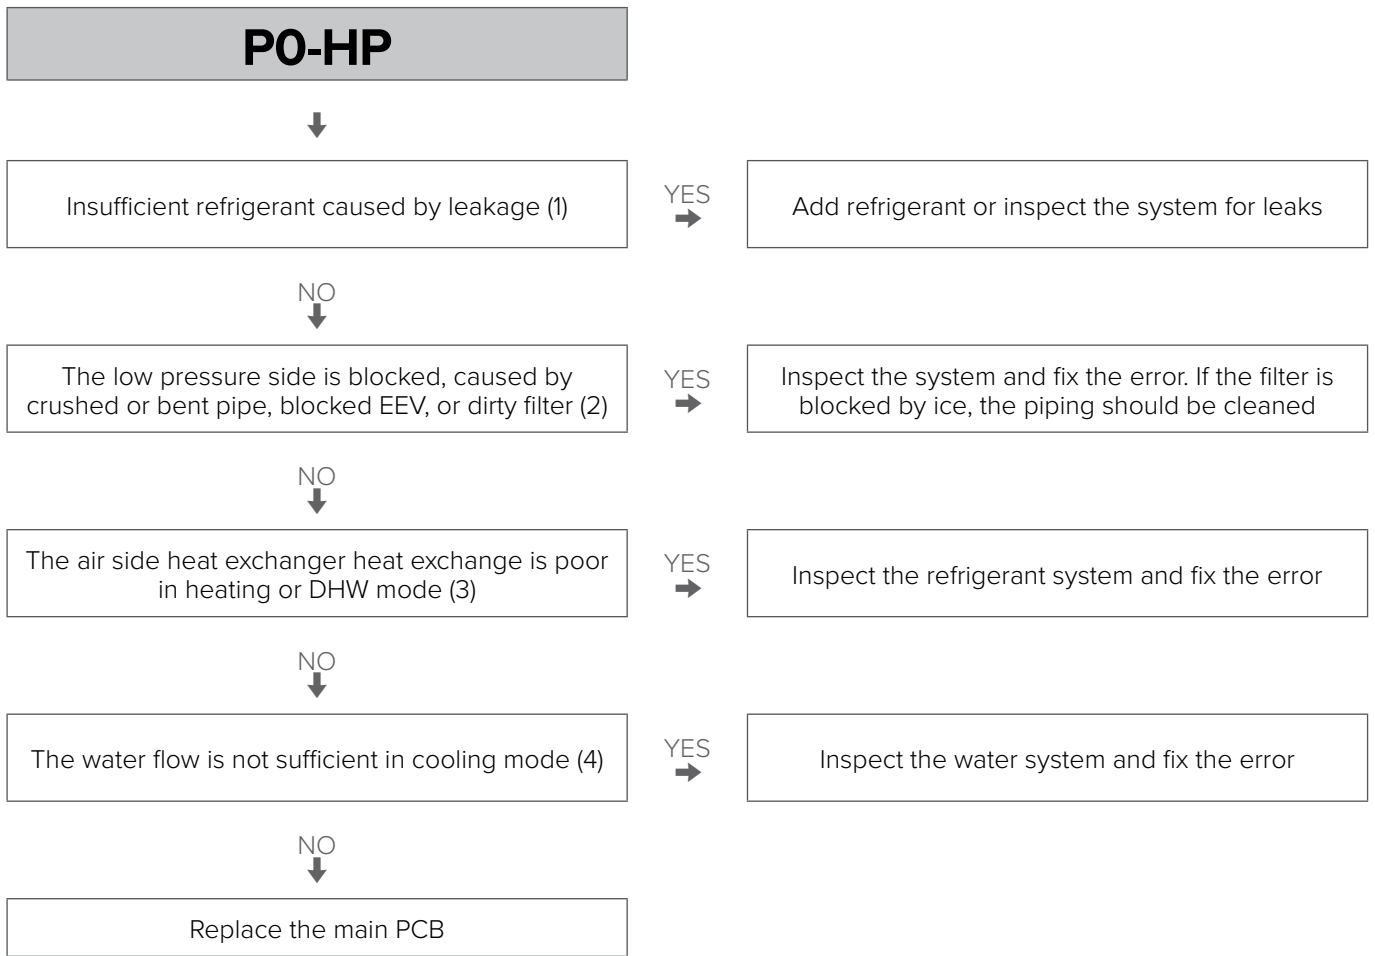 P0-HP
Insufficient refrigerant caused by leakage (1)
YES
Add refrigerant or inspect the system for leaks
NO
The low pressure side is blocked, caused by
crushed or bent pipe, blocked EEV, or dirty filter (2)
YES
Inspect the system and fix the error. If the filter is
blocked by ice, the piping should be cleaned
NO
The air side heat exchanger heat exchange is poor
in heating or DHW mode (3)
YES
Inspect the refrigerant system and fix the error
NO
The water flow is not sufficient in cooling mode (4)
YES
Inspect the water system and fix the error
NO
Replace the main PCB